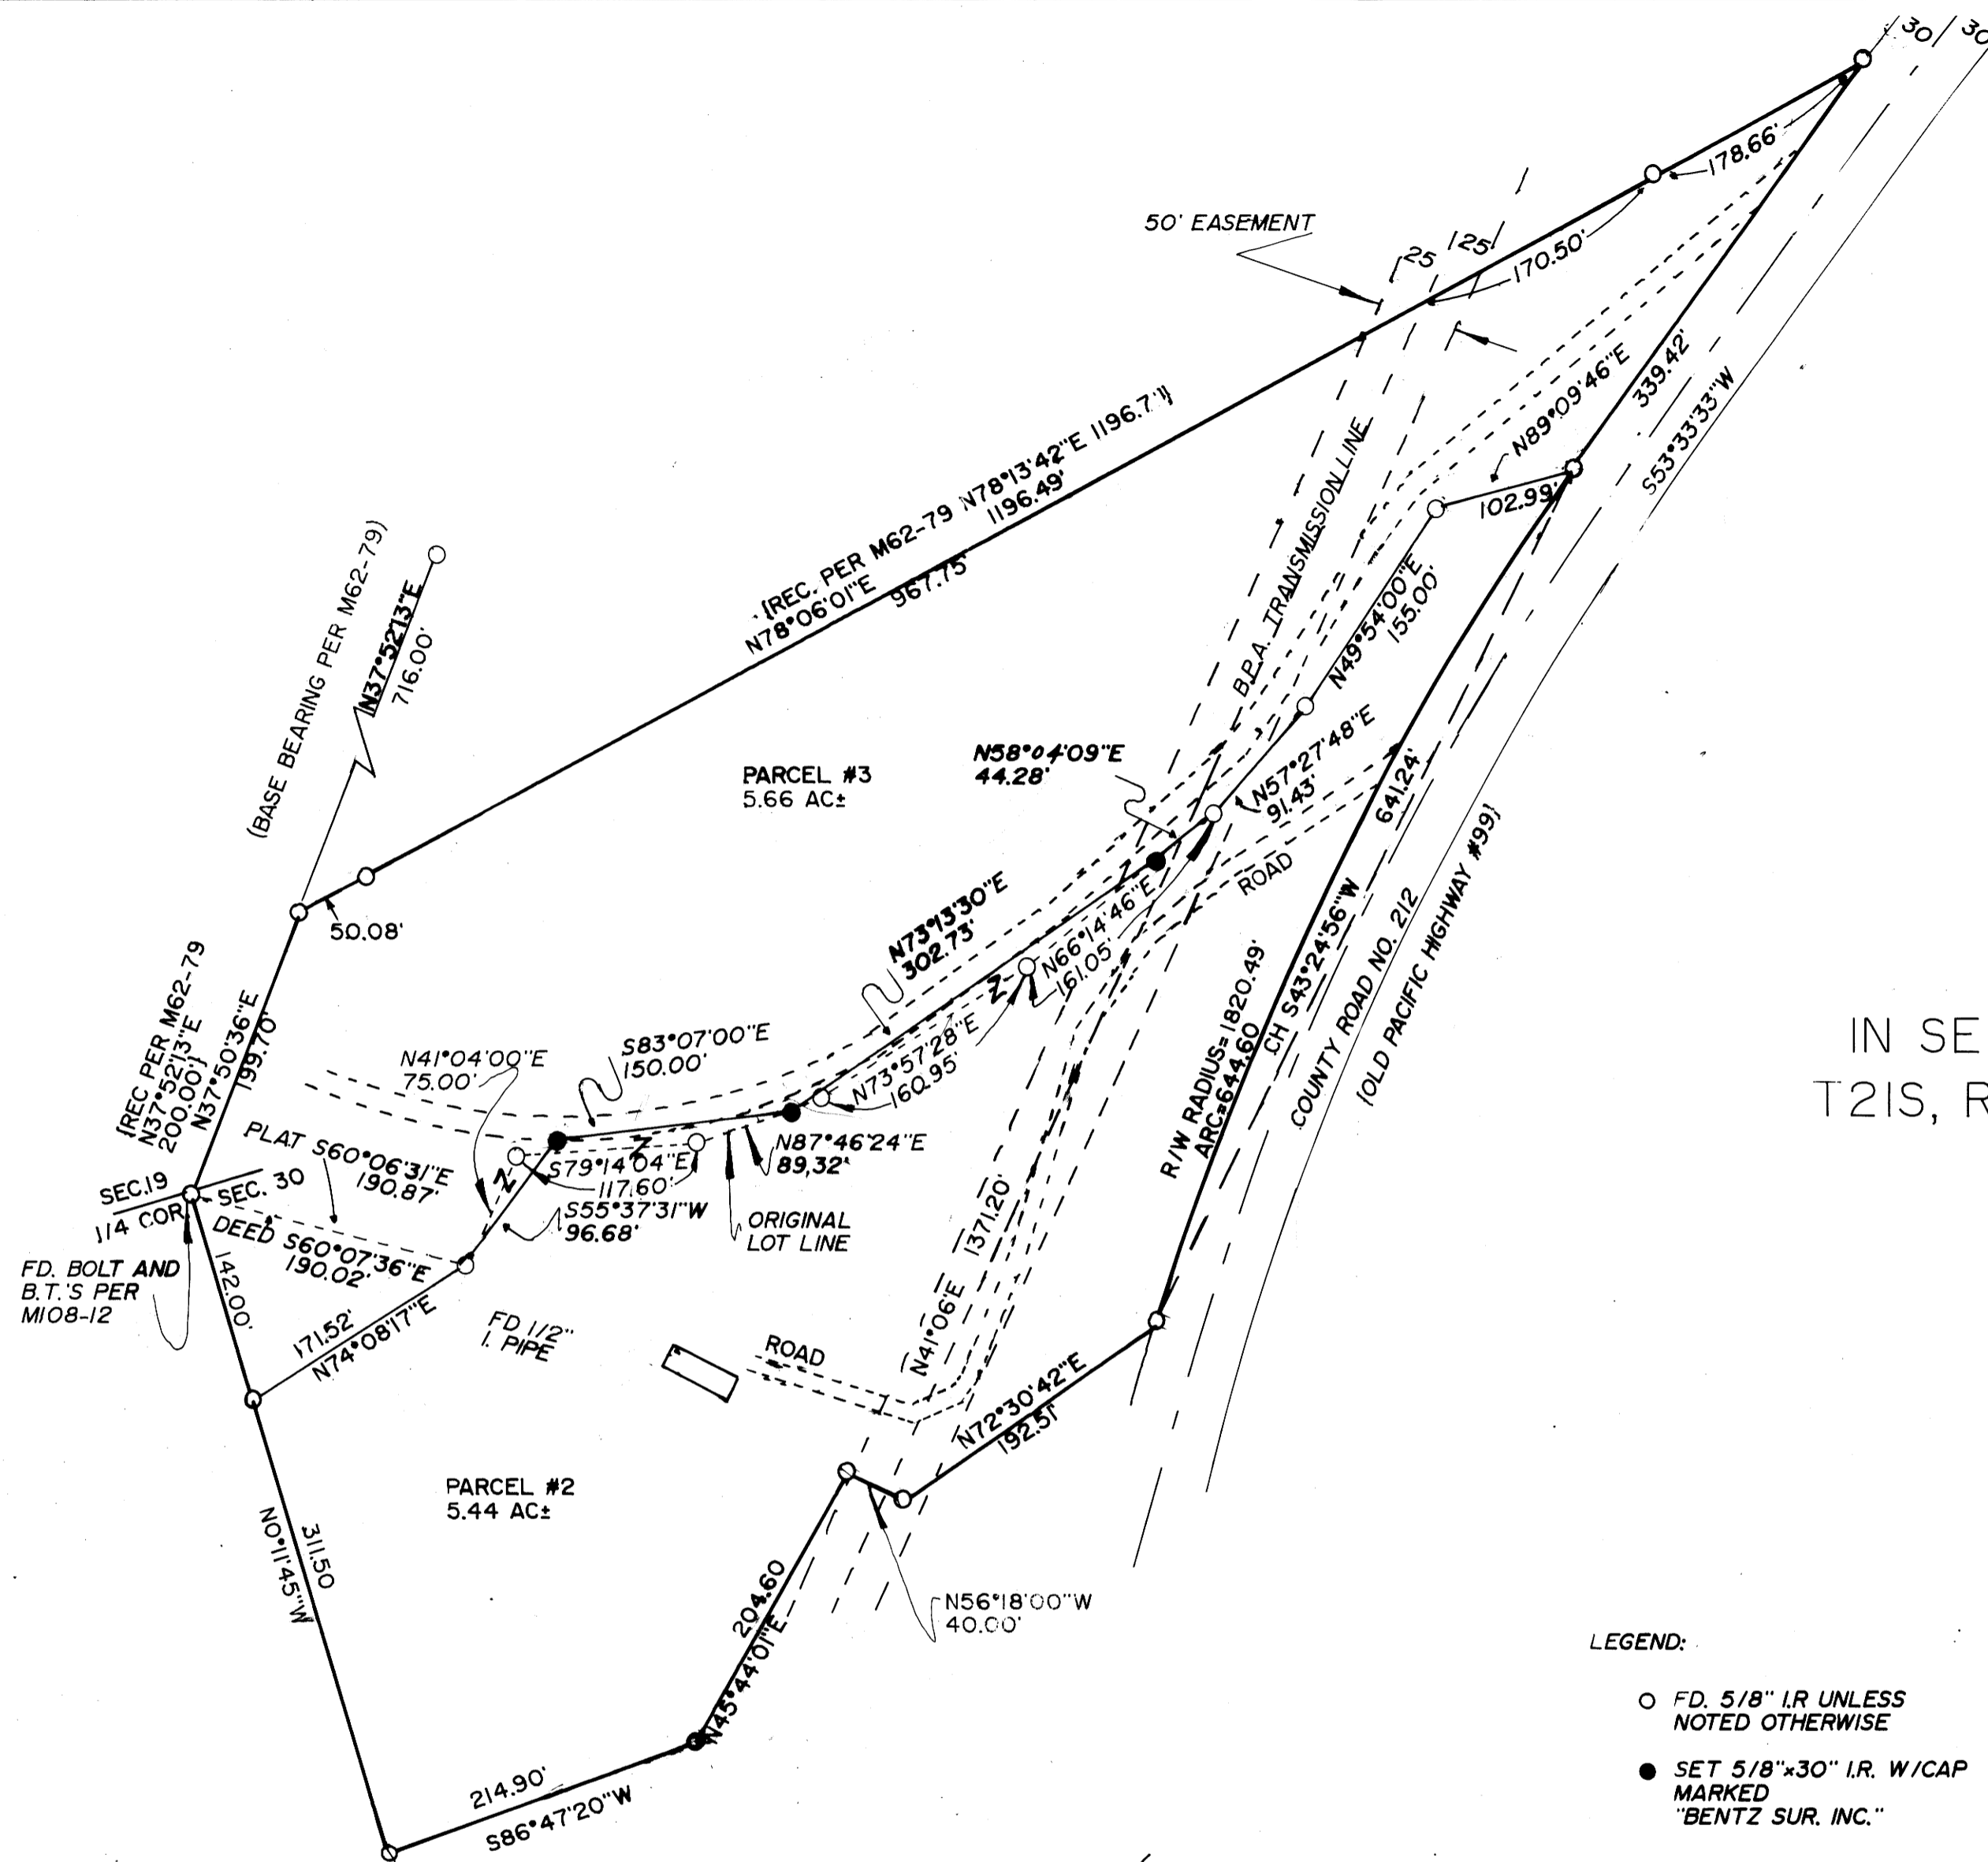 30
30
178.66'
50' EASEMENT
25
25
170.50'
339.42'
N89°09'46"E
102.99'
S53°33'33"W
{REC. PER M62-79 N78°13'42"E 1196.71'}
1196.49'
N78°06'01"E
967.75'
B.P.A. TRANSMISSION LINE
N49°54'00"E
155.00'
(BASE BEARING PER M62-79)
N37°52'13"E
716.00'
N58°04'09"E
44.28'
PARCEL #3
5.66 AC±
N57°27'48"E
91.43'
641.24'
ROAD
50.08'
N73°13'30"E
302.73'
N66°14'46"E
161.05'
{REC PER M62-79
N37°52'13"E
200.00'}
N37°50'36"E
199.70'
R/W RADIUS=1820.49'
ARC=644.60
CH S43°24'56"W
COUNTY ROAD NO. 212
{OLD PACIFIC HIGHWAY #99}
IN SE
T21S, R
N41°04'00"E
75.00'
S83°07'00"E
150.00'
N73°57'28"E
160.95'
PLAT S60°06'31"E
190.87'
N87°46'24"E
89,32'
S79°14'04"E
117.60'
SEC.19
SEC. 30
1/4 COR.
S55°37'31"W
96.68'
ORIGINAL
LOT LINE
DEED S60°07'36"E
190.02'
FD. BOLT AND
B.T.'S PER
M108-12
142.00'
171.52'
N74°08'17"E
FD 1/2"
I. PIPE
ROAD
N41°06'E 1371.20'
N72°30'42"E
192.51'
PARCEL #2
5.44 AC±
311.50
N0°11'45"W
204.60
N45°44'01"E
N56°18'00"W
40.00'
214.90'
S86°47'20"W
LEGEND:
FD. 5/8" I.R UNLESS
NOTED OTHERWISE
SET 5/8"x30" I.R. W/CAP
MARKED
"BENTZ SUR. INC."